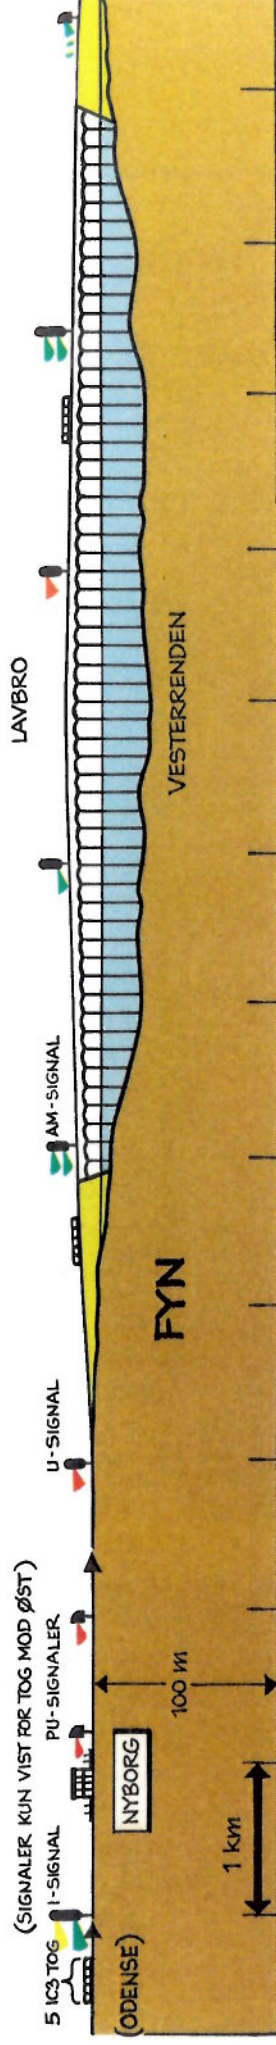 (SIGNALER KUN VIST FOR TOG MOD ØST)
5 IC3 TOG
I-SIGNAL
PU-SIGNALER
U-SIGNAL
AM-SIGNAL
LAVBRO
(ODENSE)
NYBORG
FYN
VESTERRENDEN
100 m
1 km